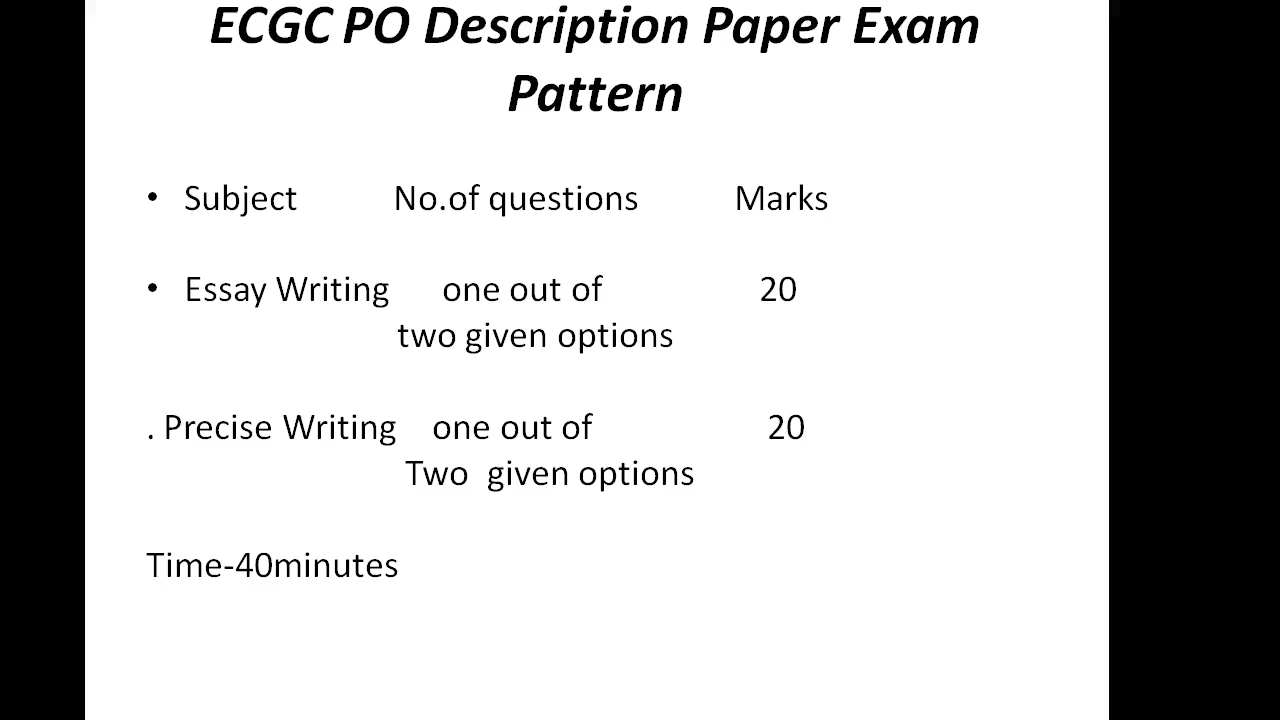 ECGC PO Description Paper Exam
Pattern
• Subject No.of questions Marks
• Essay Writing one out of 20
two given options
. Precise Writing one out of 20
Two given options
Time-40minutes